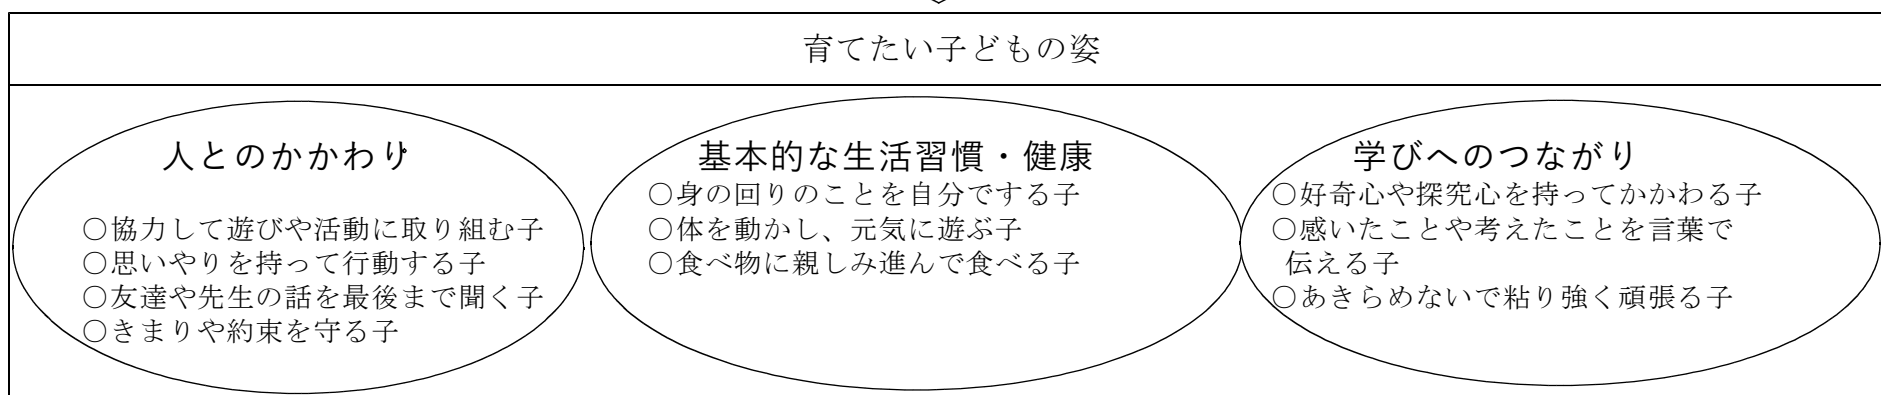 育てたい子どもの姿
人とのかかわり
○協力して遊びや活動に取り組む子
○思いやりを持って行動する子
○友達や先生の話を最後まで聞く子
○きまりや約束を守る子
基本的な生活習慣・健康
○身の回りのことを自分でする子
○体を動かし、元気に遊ぶ子
○食べ物に親しみ進んで食べる子
学びへのつながり
○好奇心や探究心を持ってかかわる子
○感いたことや考えたことを言葉で
伝える子
○あきらめないで粘り強く頑張る子